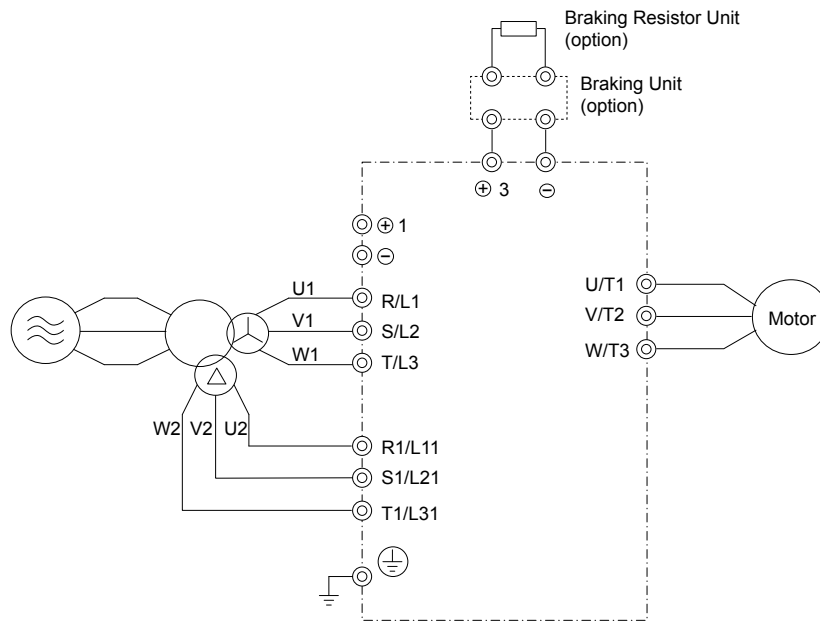 Braking Resistor Unit
(option)
Braking Unit
(option)
⊕ 3 ⊖
⊕ 1
⊖
U1
R/L1
V1
S/L2
W1
T/L3
U/T1
V/T2
W/T3
Motor
W2 V2 U2
R1/L11
S1/L21
T1/L31